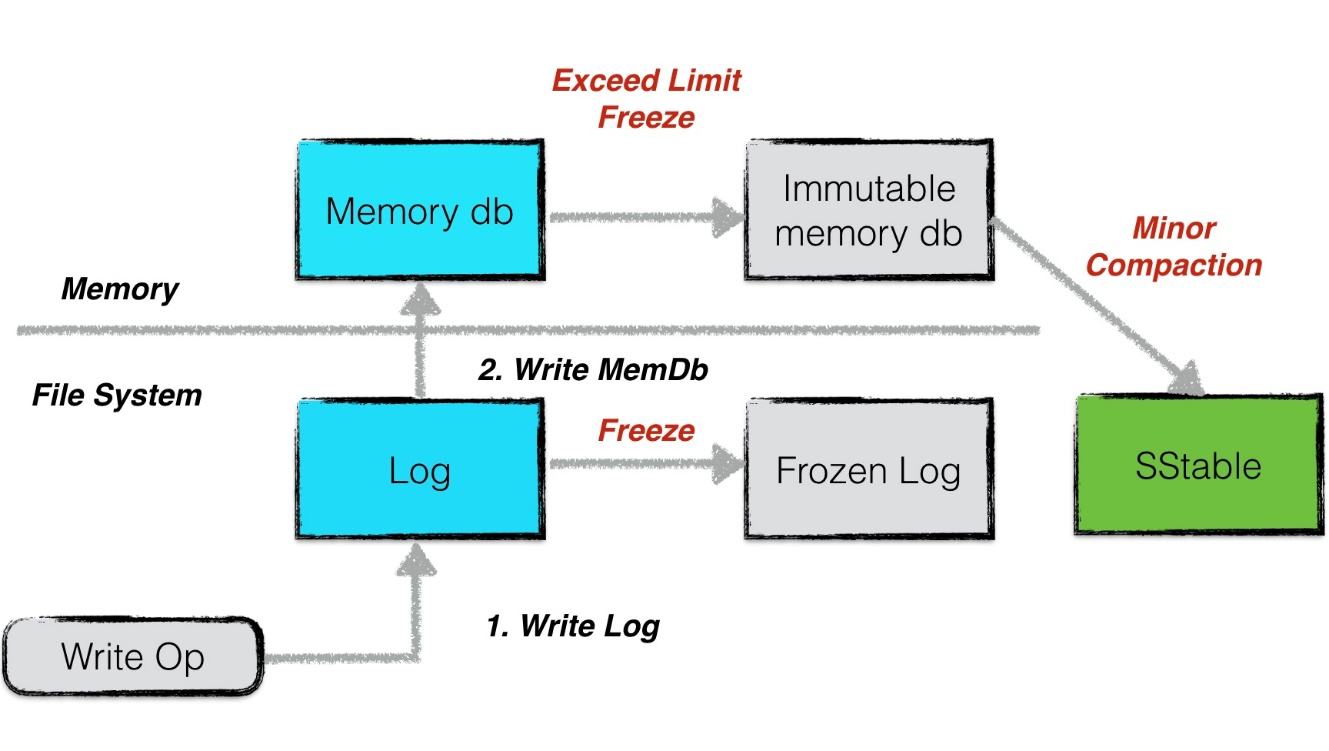 Exceed Limit
Freeze
Memory db
Immutable
memory db
Minor
Compaction
Memory
File System
2. Write MemDb
Freeze
Log
Frozen Log
SStable
1. Write Log
Write Op